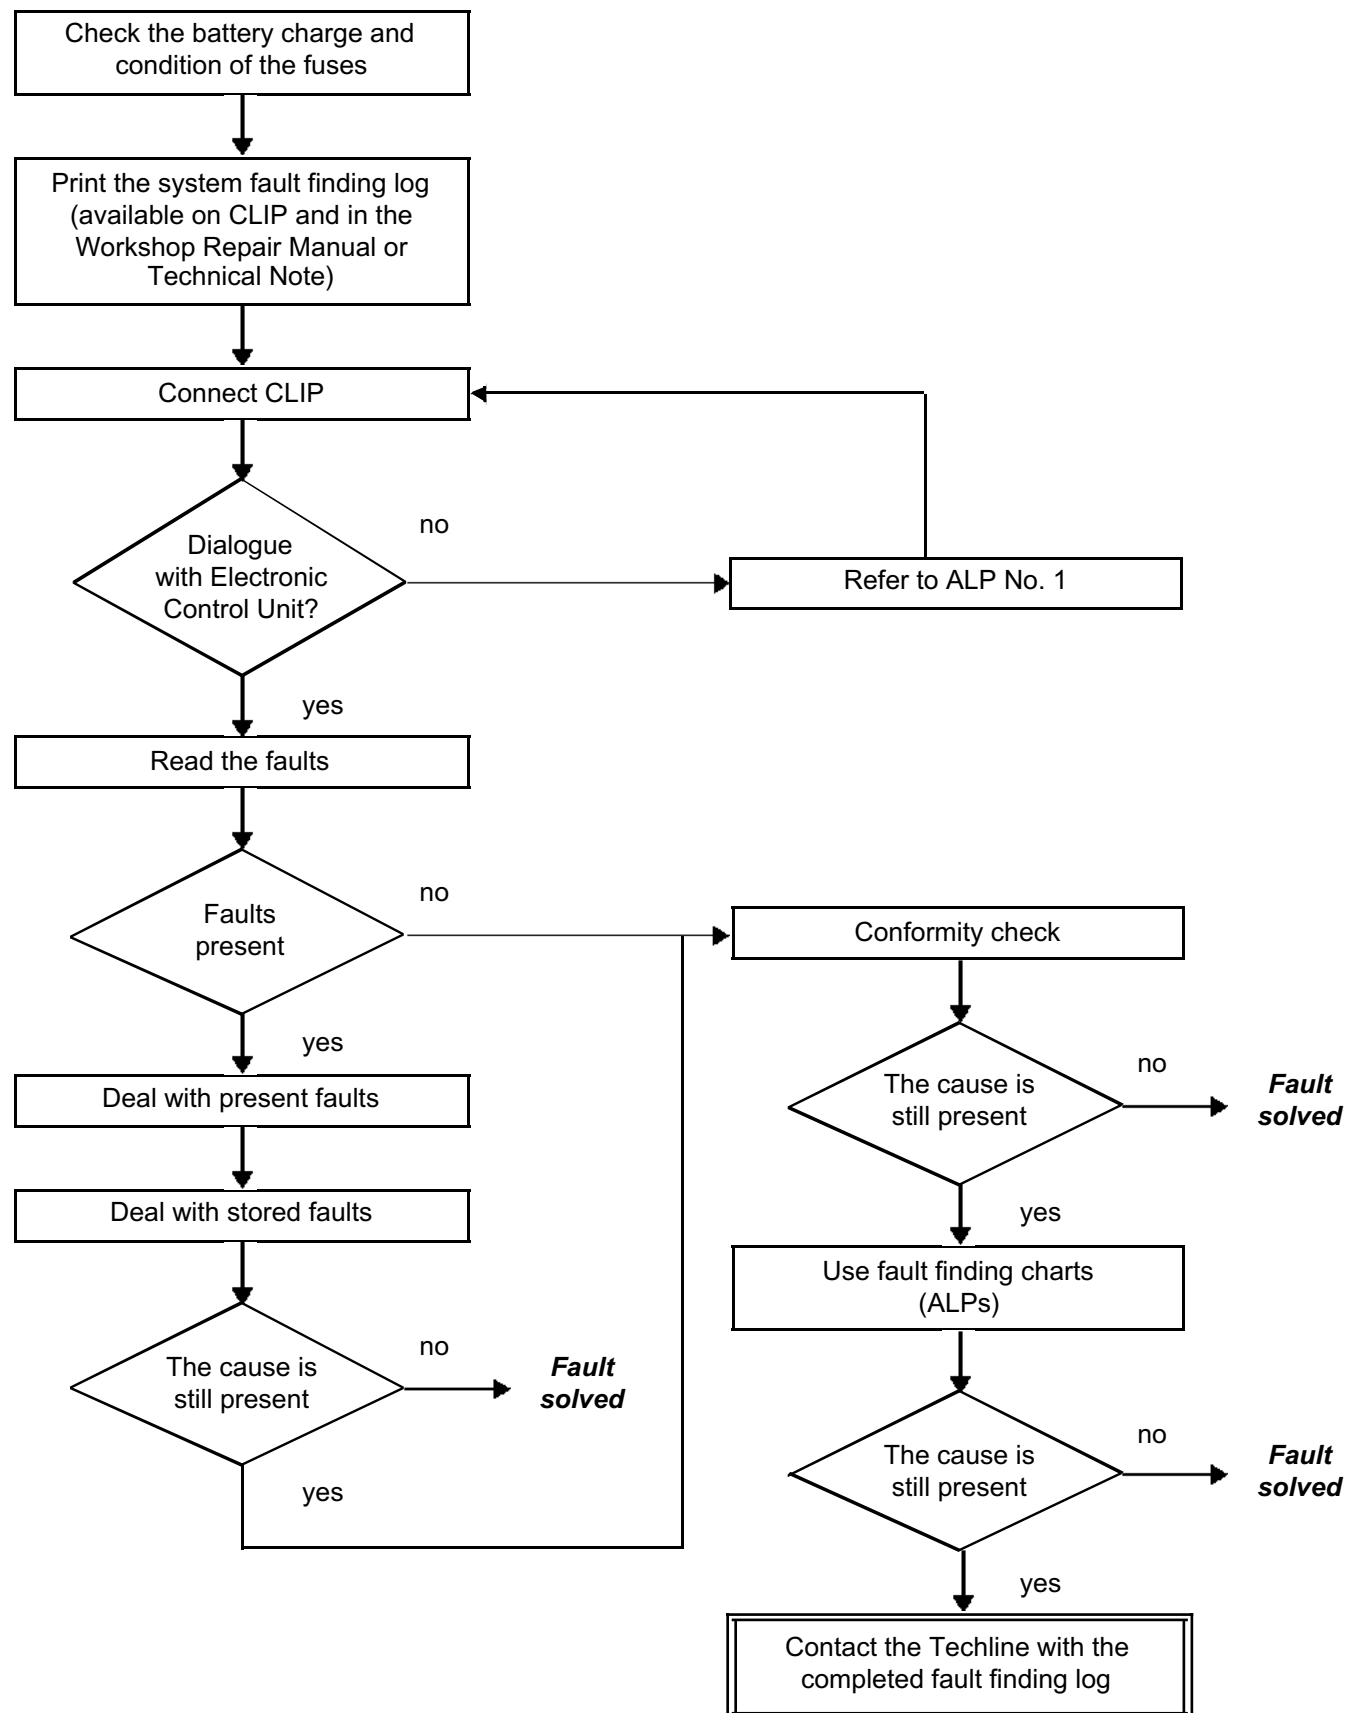 Check the battery charge and
condition of the fuses
Print the system fault finding log
(available on CLIP and in the
Workshop Repair Manual or
Technical Note)
Connect CLIP
Dialogue
with Electronic
Control Unit?
no
Refer to ALP No. 1
yes
Read the faults
Faults
present
no
Conformity check
yes
Deal with present faults
Deal with stored faults
The cause is
still present
no
Fault
solved
yes
The cause is
still present
no
Fault
solved
yes
Use fault finding charts
(ALPs)
The cause is
still present
no
Fault
solved
yes
Contact the Techline with the
completed fault finding log